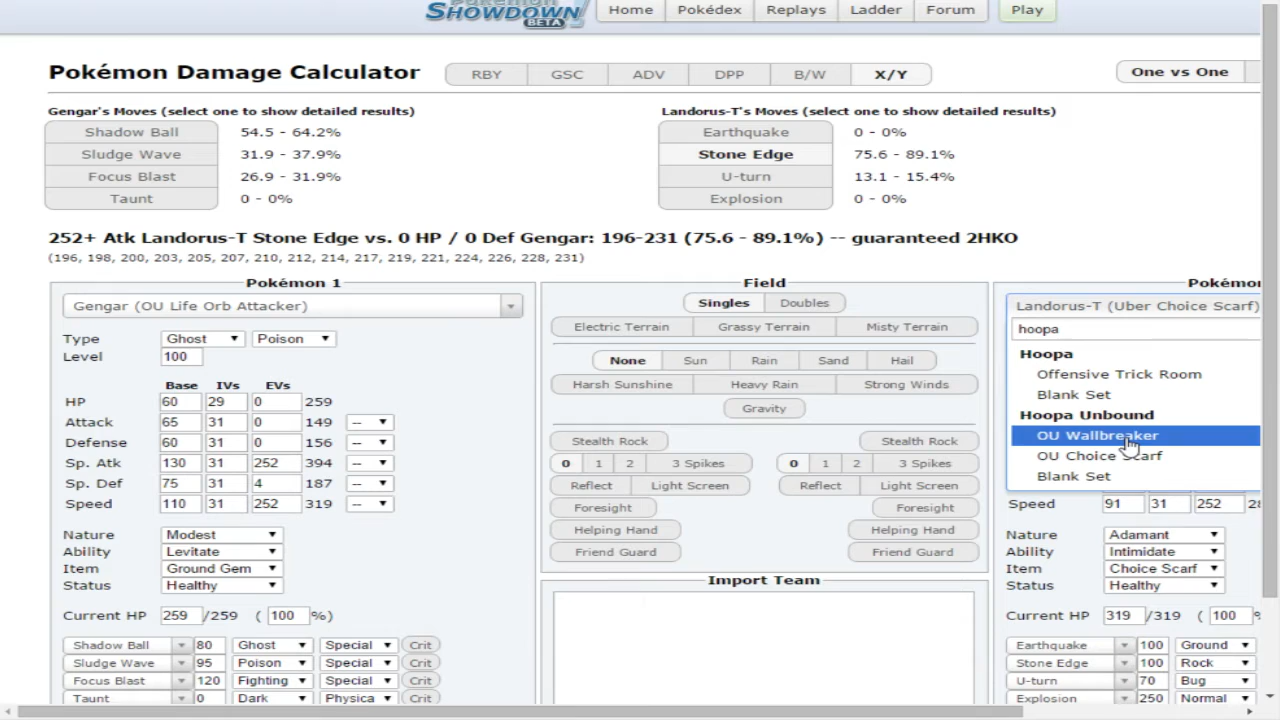 Pokémon
SHOWDOWN
BETA
Home Pokédex Replays Ladder Forum Play
Pokémon Damage Calculator RBY GSC ADV DPP B/W X/Y One vs One
Gengar's Moves (select one to show detailed results)
Shadow Ball 54.5 - 64.2%
Sludge Wave 31.9 - 37.9%
Focus Blast 26.9 - 31.9%
Taunt 0 - 0%
Landorus-T's Moves (select one to show detailed results)
Earthquake 0 - 0%
Stone Edge 75.6 - 89.1%
U-turn 13.1 - 15.4%
Explosion 0 - 0%
252+ Atk Landorus-T Stone Edge vs. 0 HP / 0 Def Gengar: 196-231 (75.6 - 89.1%) -- guaranteed 2HKO
(196, 198, 200, 203, 205, 207, 210, 212, 214, 217, 219, 221, 224, 226, 228, 231)
Pokémon 1
Gengar (OU Life Orb Attacker)
Type Ghost Poison
Level 100
Base IVs EVs
HP 60 29 0 259
Attack 65 31 0 149 --
Defense 60 31 0 156 --
Sp. Atk 130 31 252 394 --
Sp. Def 75 31 4 187 --
Speed 110 31 252 319 --
Nature Modest
Ability Levitate
Item Ground Gem
Status Healthy
Current HP 259 /259 ( 100 %)
Shadow Ball 80 Ghost Special Crit
Sludge Wave 95 Poison Special Crit
Focus Blast 120 Fighting Special Crit
Taunt 0 Dark Physica Crit
Field
Singles Doubles
Electric Terrain Grassy Terrain Misty Terrain
None Sun Rain Sand Hail
Harsh Sunshine Heavy Rain Strong Winds
Gravity
Stealth Rock Stealth Rock
0 1 2 3 Spikes 0 1 2 3 Spikes
Reflect Light Screen Reflect Light Screen
Foresight Foresight
Helping Hand Helping Hand
Friend Guard Friend Guard
Import Team
Pokémon
Landorus-T (Uber Choice Scarf)
hoopa
Hoopa
Offensive Trick Room
Blank Set
Hoopa Unbound
OU Wallbreaker
OU Choice Scarf
Blank Set
Speed 91 31 252
Nature Adamant
Ability Intimidate
Item Choice Scarf
Status Healthy
Current HP 319 /319 ( 100
Earthquake 100 Ground
Stone Edge 100 Rock
U-turn 70 Bug
Explosion 250 Normal